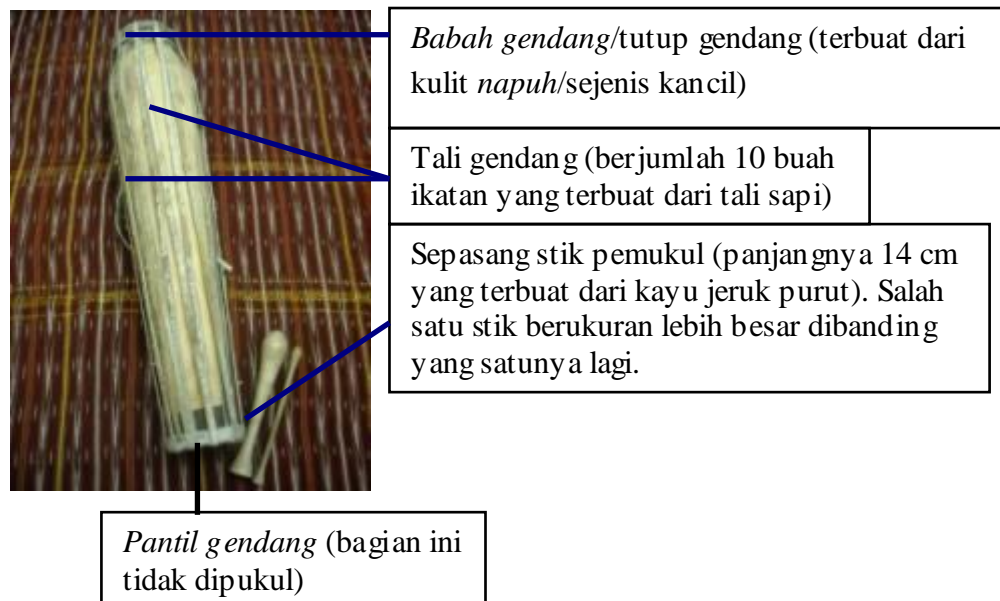 Babah gendang/tutup gendang (terbuat dari
kulit napuh/sejenis kancil)
Tali gendang (berjumlah 10 buah
ikatan yang terbuat dari tali sapi)
Sepasang stik pemukul (panjangnya 14 cm
yang terbuat dari kayu jeruk purut). Salah
satu stik berukuran lebih besar dibanding
yang satunya lagi.
Pantil gendang (bagian ini
tidak dipukul)